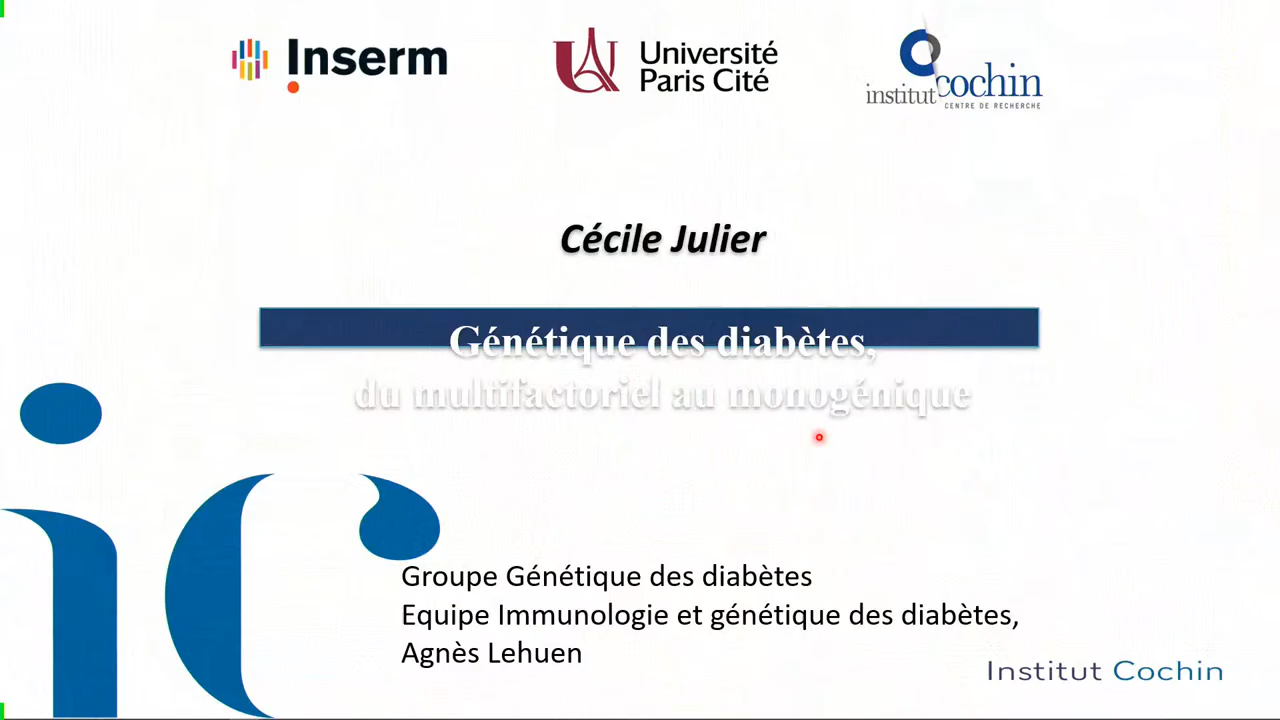 Inserm
Université
Paris Cité
institut cochin
CENTRE DE RECHERCHE
Cécile Julier
Génétique des diabètes,
du multifactoriel au monogénique
ic
Groupe Génétique des diabètes
Equipe Immunologie et génétique des diabètes,
Agnès Lehuen
Institut Cochin